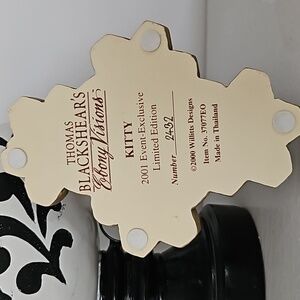 THOMAS
BLACKSHEAR'S
Ebony Visions
KITTY
2001 Event-Exclusive
Limited Edition
Number 2432
©2000 Willitts Designs
Item No. 37077EO
Made in Thailand